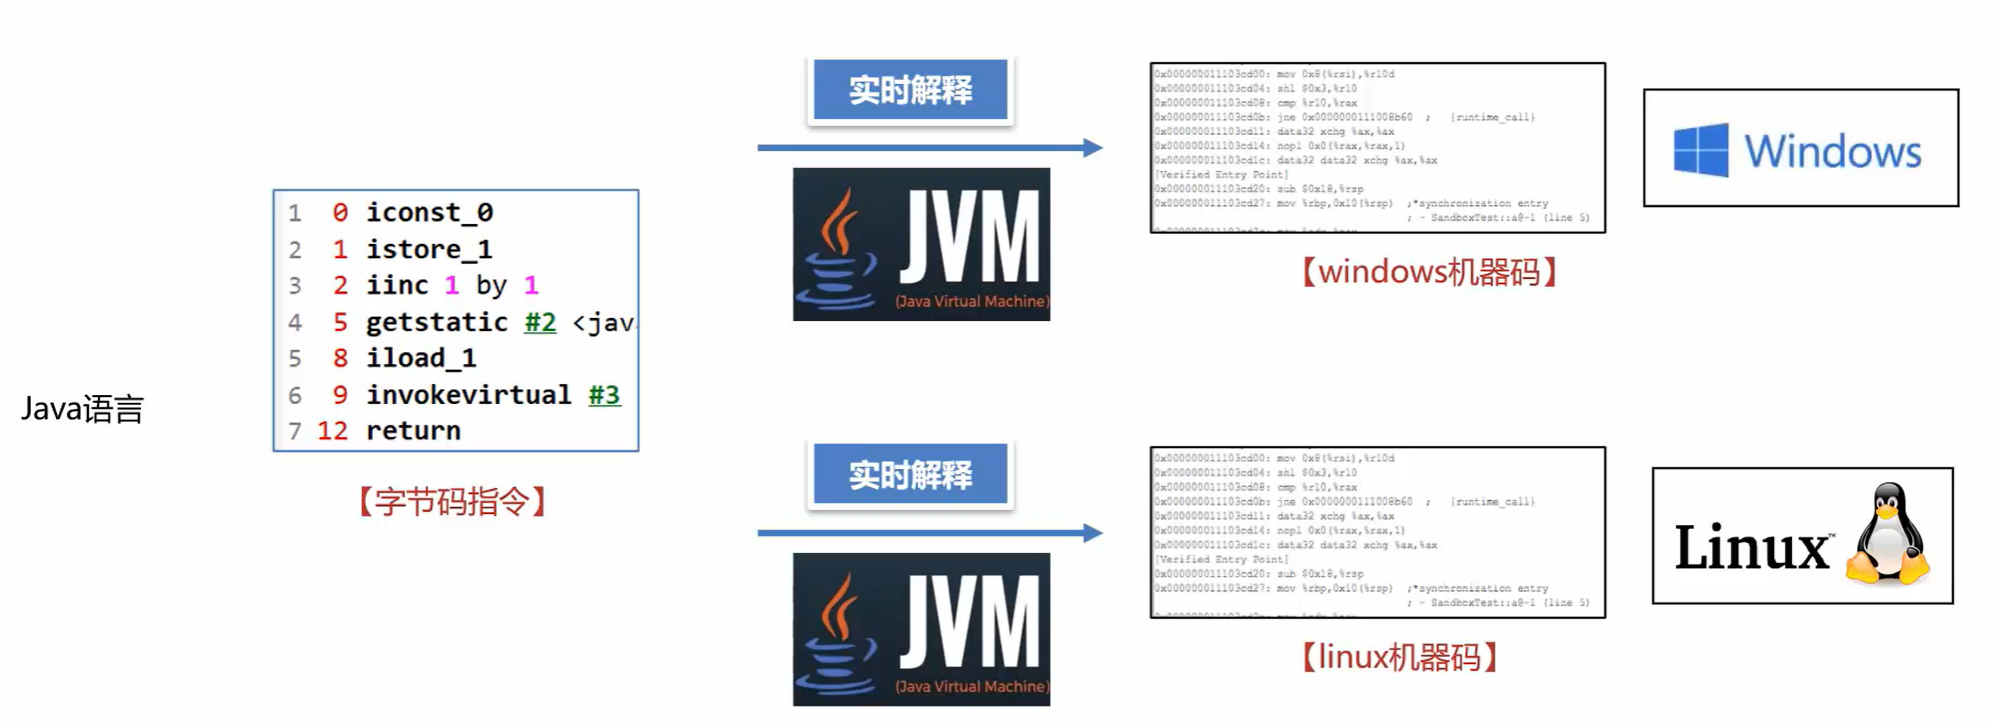 Java语言
1 0 iconst_0
2 1 istore_1
3 2 iinc 1 by 1
4 5 getstatic #2 <jav
5 8 iload_1
6 9 invokevirtual #3
7 12 return
【字节码指令】
实时解释
JVM
(Java Virtual Machine)
0x000000011103cd00: mov 0x8(%rsi),%r10d
0x000000011103cd04: shl $0x3,%r10
0x000000011103cd08: cmp %r10,%rax
0x000000011103cd0b: jne 0x0000000111008b60 ; {runtime_call}
0x000000011103cd11: data32 xchg %ax,%ax
0x000000011103cd14: nopl 0x0(%rax,%rax,1)
0x000000011103cd1c: data32 data32 xchg %ax,%ax
[Verified Entry Point]
0x000000011103cd20: sub $0x18,%rsp
0x000000011103cd27: mov %rbp,0x10(%rsp) ;*synchronization entry
; - SandboxTest::a@-1 (line 5)
【windows机器码】
Windows
实时解释
JVM
(Java Virtual Machine)
0x000000011103cd00: mov 0x8(%rsi),%r10d
0x000000011103cd04: shl $0x3,%r10
0x000000011103cd08: cmp %r10,%rax
0x000000011103cd0b: jne 0x0000000111008b60 ; {runtime_call}
0x000000011103cd11: data32 xchg %ax,%ax
0x000000011103cd14: nopl 0x0(%rax,%rax,1)
0x000000011103cd1c: data32 data32 xchg %ax,%ax
[Verified Entry Point]
0x000000011103cd20: sub $0x18,%rsp
0x000000011103cd27: mov %rbp,0x10(%rsp) ;*synchronization entry
; - SandboxTest::a@-1 (line 5)
【linux机器码】
Linux™